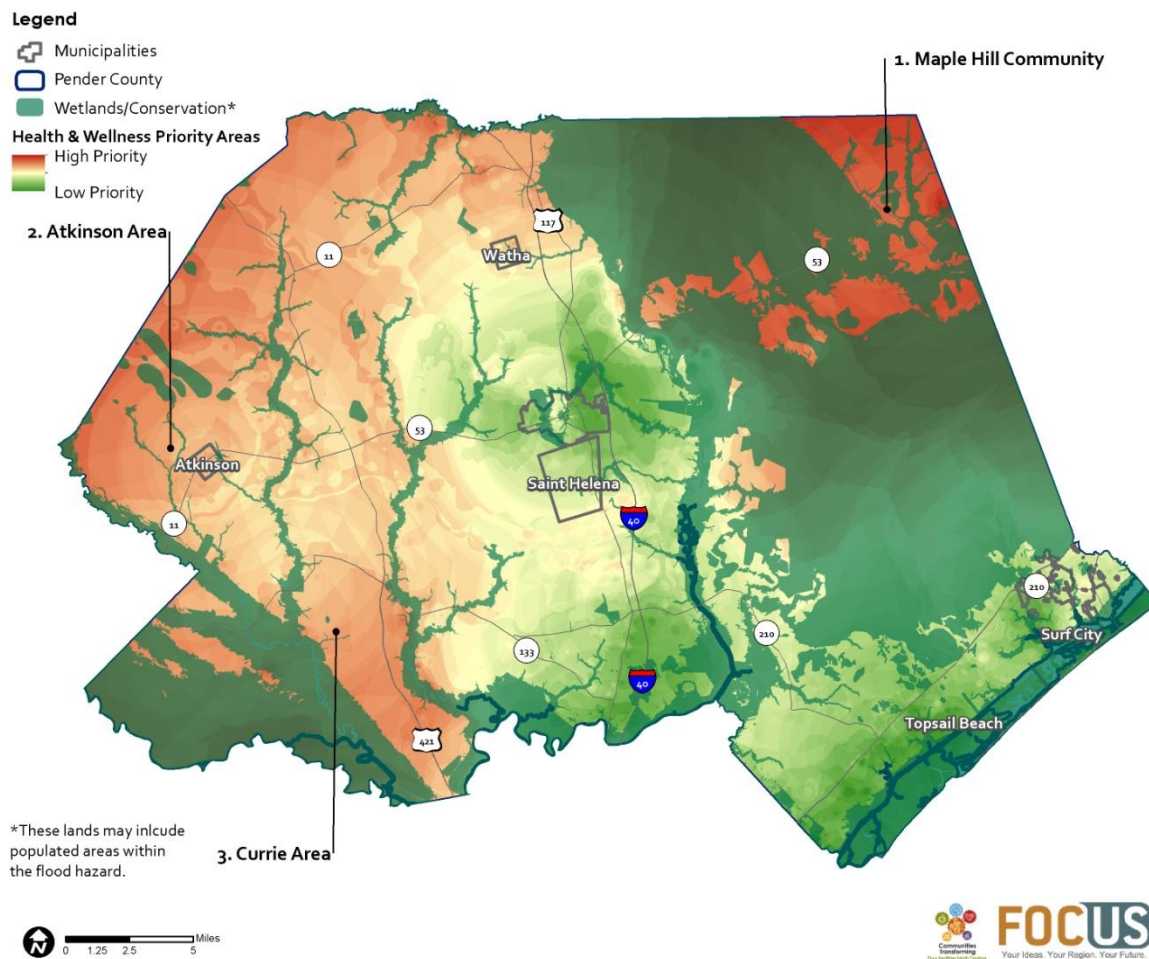 Legend
Municipalities
Pender County
Wetlands/Conservation*
Health & Wellness Priority Areas
High Priority
Low Priority
1. Maple Hill Community
2. Atkinson Area
117
11
Watha
53
53
Atkinson
Saint Helena
11
40
210
Surf City
133
210
40
Topsail Beach
421
*These lands may inlcude
populated areas within
the flood hazard.
3. Currie Area
N
0 1.25 2.5 5 Miles
Communities
Transforming
FOCUS
Your Ideas. Your Region. Your Future.